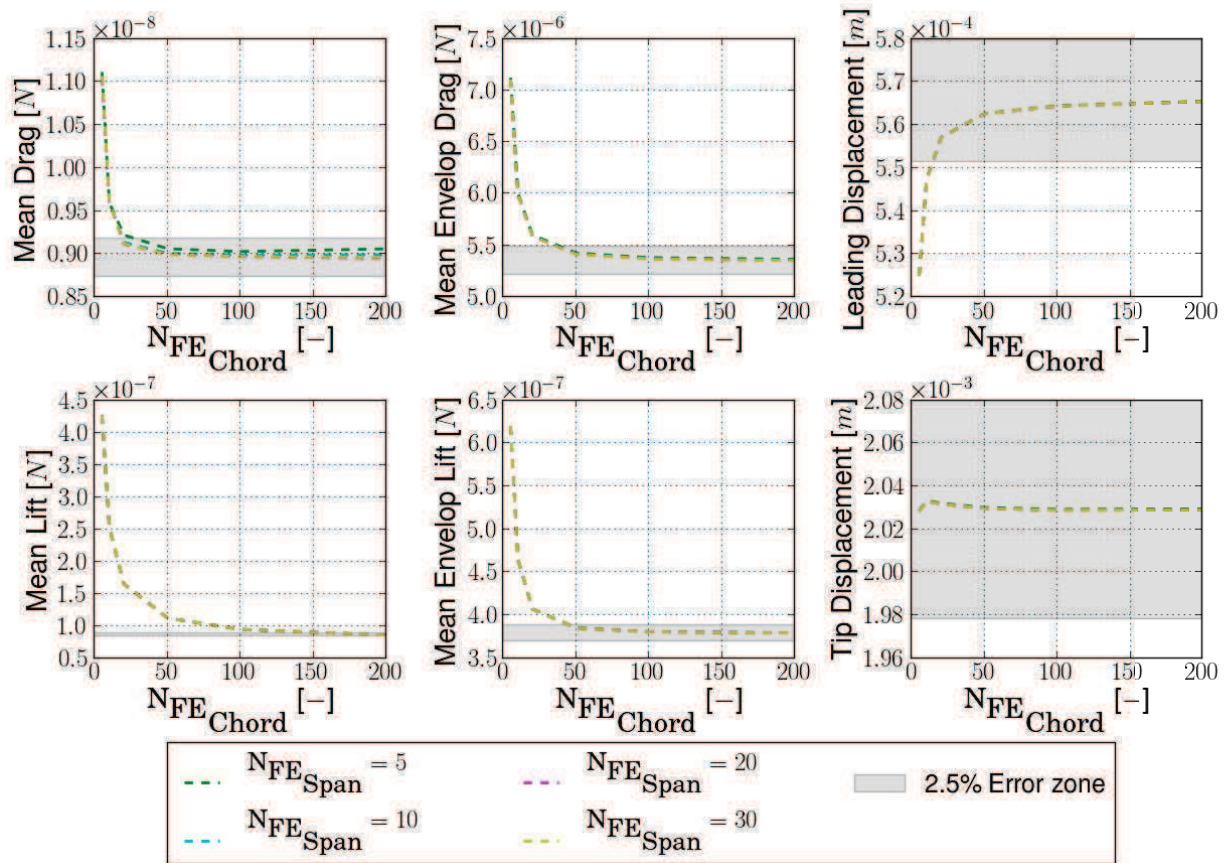 ×10⁻⁸
Mean Drag [N]
1.15
1.10
1.05
1.00
0.95
0.90
0.85
0 50 100 150 200
N_FE_Chord [−]
×10⁻⁶
Mean Envelop Drag [N]
7.5
7.0
6.5
6.0
5.5
5.0
0 50 100 150 200
N_FE_Chord [−]
×10⁻⁴
Leading Displacement [m]
5.8
5.7
5.6
5.5
5.4
5.3
5.2
0 50 100 150 200
N_FE_Chord [−]
×10⁻⁷
Mean Lift [N]
4.5
4.0
3.5
3.0
2.5
2.0
1.5
1.0
0.5
0 50 100 150 200
N_FE_Chord [−]
×10⁻⁷
Mean Envelop Lift [N]
6.5
6.0
5.5
5.0
4.5
4.0
3.5
0 50 100 150 200
N_FE_Chord [−]
×10⁻³
Tip Displacement [m]
2.08
2.06
2.04
2.02
2.00
1.98
1.96
0 50 100 150 200
N_FE_Chord [−]
N_FE_Span = 5
N_FE_Span = 10
N_FE_Span = 20
N_FE_Span = 30
2.5% Error zone